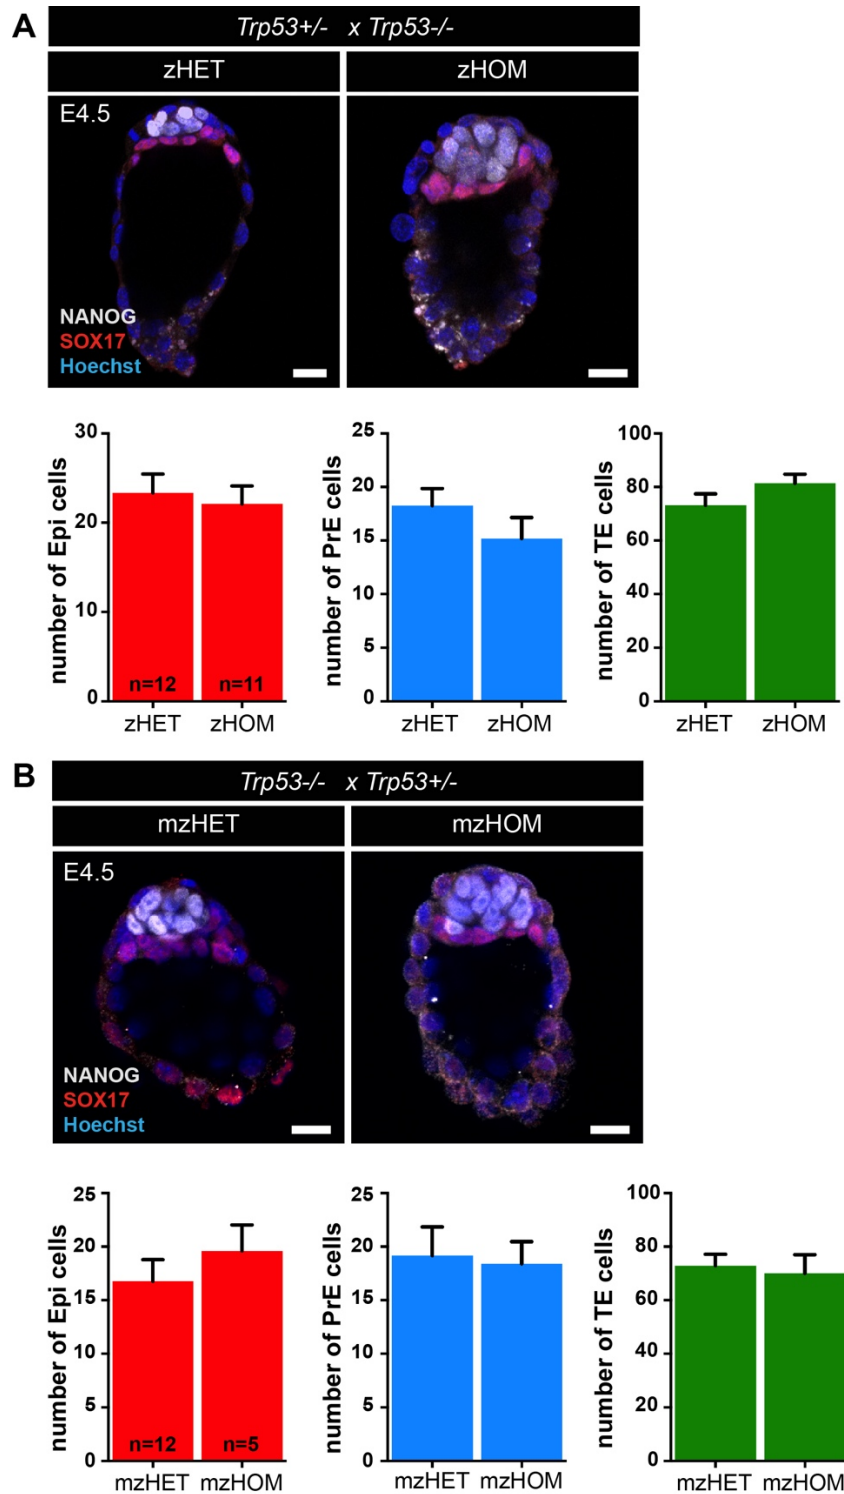 A
Trp53+/- x Trp53-/-
zHET
zHOM
E4.5
NANOG
SOX17
Hoechst
number of Epi cells
30
20
10
0
n=12
n=11
zHET
zHOM
number of PrE cells
25
20
15
10
5
0
zHET
zHOM
number of TE cells
100
80
60
40
20
0
zHET
zHOM
B
Trp53-/- x Trp53+/-
mzHET
mzHOM
E4.5
NANOG
SOX17
Hoechst
number of Epi cells
25
20
15
10
5
0
n=12
n=5
mzHET
mzHOM
number of PrE cells
25
20
15
10
5
0
mzHET
mzHOM
number of TE cells
100
80
60
40
20
0
mzHET
mzHOM